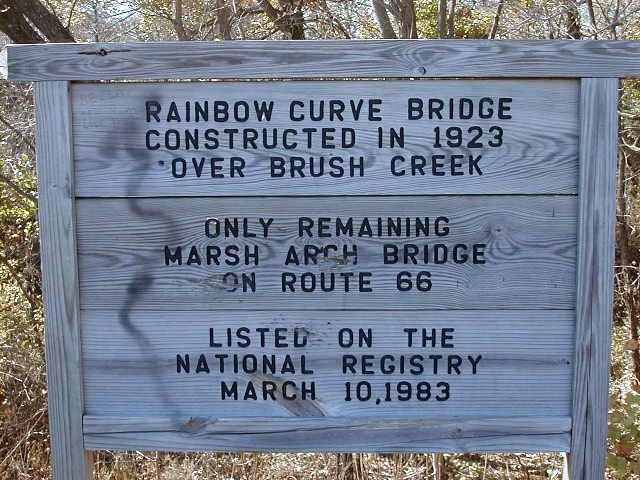 RAINBOW CURVE BRIDGE
CONSTRUCTED IN 1923
OVER BRUSH CREEK
ONLY REMAINING
MARSH ARCH BRIDGE
ON ROUTE 66
LISTED ON THE
NATIONAL REGISTRY
MARCH 10,1983